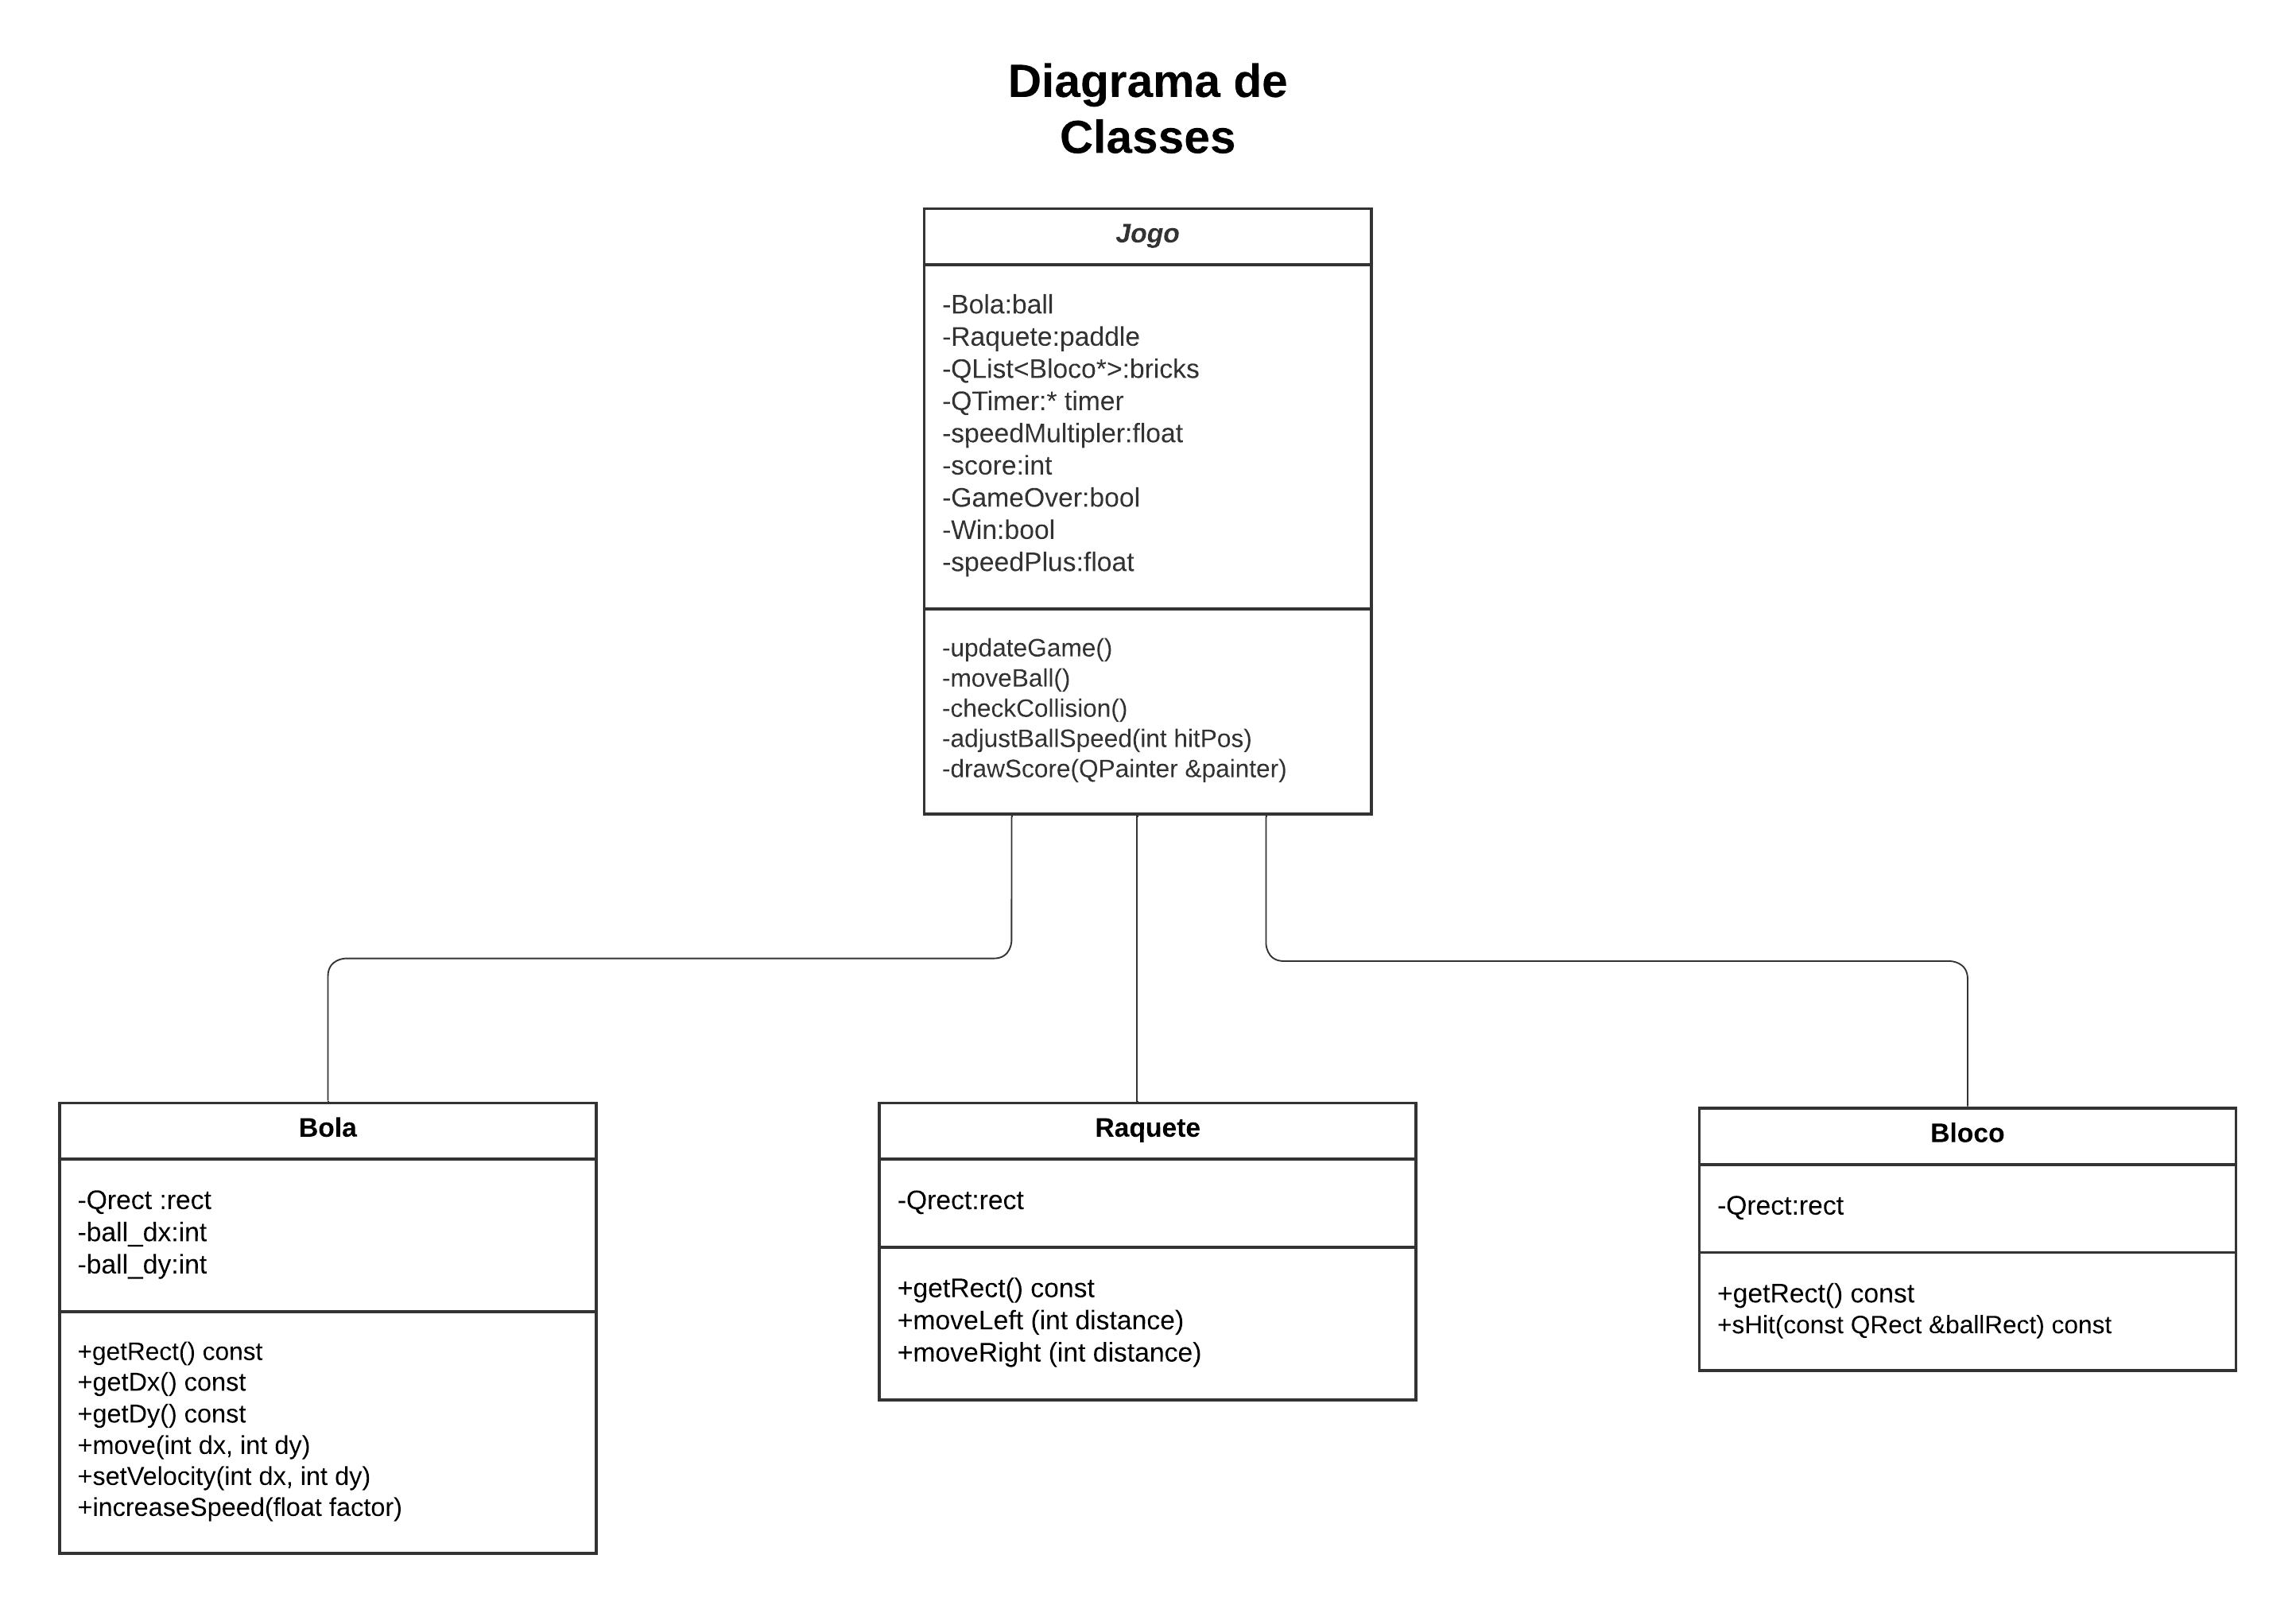 Diagrama de
Classes
Jogo
-Bola:ball
-Raquete:paddle
-QList<Bloco*>:bricks
-QTimer:* timer
-speedMultipler:float
-score:int
-GameOver:bool
-Win:bool
-speedPlus:float
-updateGame()
-moveBall()
-checkCollision()
-adjustBallSpeed(int hitPos)
-drawScore(QPainter &painter)
Bola
-Qrect :rect
-ball_dx:int
-ball_dy:int
+getRect() const
+getDx() const
+getDy() const
+move(int dx, int dy)
+setVelocity(int dx, int dy)
+increaseSpeed(float factor)
Raquete
-Qrect:rect
+getRect() const
+moveLeft (int distance)
+moveRight (int distance)
Bloco
-Qrect:rect
+getRect() const
+sHit(const QRect &ballRect) const